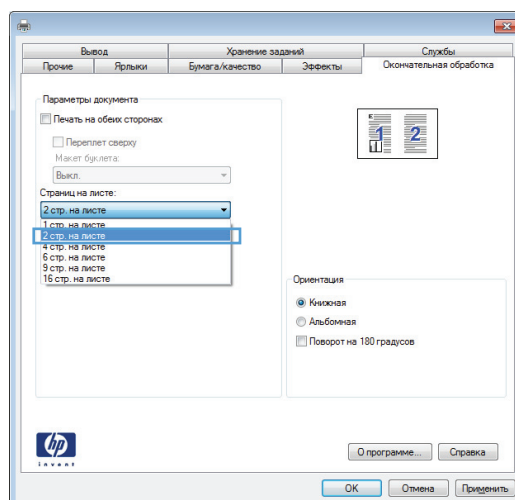 Вывод Хранение заданий Службы
Прочие Ярлыки Бумага/качество Эффекты Окончательная обработка
Параметры документа
Печать на обеих сторонах
Переплет сверху
Макет буклета:
Выкл.
Страниц на листе:
2 стр. на листе
1 стр. на листе
2 стр. на листе
4 стр. на листе
6 стр. на листе
9 стр. на листе
16 стр. на листе
1 2
Ориентация
Книжная
Альбомная
Поворот на 180 градусов
hp
invent
О программе... Справка
OK Отмена Применить